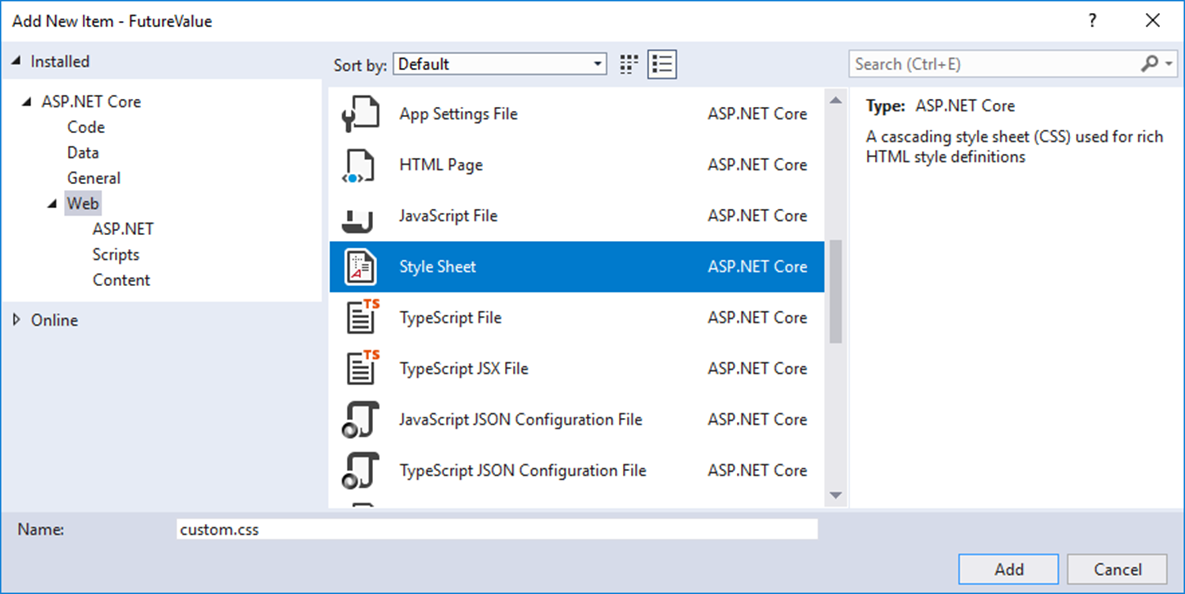 Add New Item - FutureValue
?
Installed
Sort by: Default
Search (Ctrl+E)
ASP.NET Core
Code
Data
General
Web
ASP.NET
Scripts
Content
Online
App Settings File ASP.NET Core
HTML Page ASP.NET Core
JavaScript File ASP.NET Core
Style Sheet ASP.NET Core
TS
TypeScript File ASP.NET Core
TS
TypeScript JSX File ASP.NET Core
JavaScript JSON Configuration File ASP.NET Core
TypeScript JSON Configuration File ASP.NET Core
Type: ASP.NET Core
A cascading style sheet (CSS) used for rich
HTML style definitions
Name: custom.css
Add Cancel